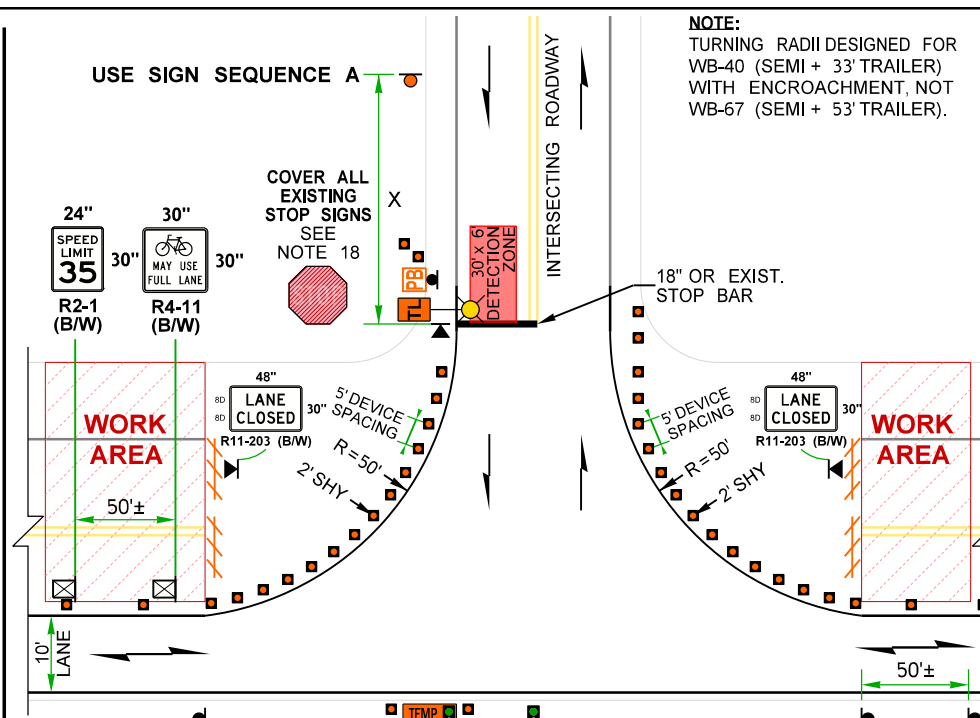 NOTE:
TURNING RADII DESIGNED FOR
WB-40 (SEMI + 33' TRAILER)
WITH ENCROACHMENT, NOT
WB-67 (SEMI + 53' TRAILER).
USE SIGN SEQUENCE A
INTERSECTING ROADWAY
COVER ALL
EXISTING
STOP SIGNS
SEE
NOTE 18
X
STOP
24"
SPEED
LIMIT
35
30"
R2-1
(B/W)
30"
MAY USE
FULL LANE
30"
R4-11
(B/W)
PB
TL
30' x 6'
DETECTION
ZONE
18" OR EXIST.
STOP BAR
WORK
AREA
48"
8D
8D
LANE
CLOSED
30"
R11-203 (B/W)
5' DEVICE
SPACING
R = 50'
2' SHY
5' DEVICE
SPACING
R = 50'
2' SHY
48"
8D
8D
LANE
CLOSED
30"
R11-203 (B/W)
WORK
AREA
50'±
10'
LANE
50'±
TEMP